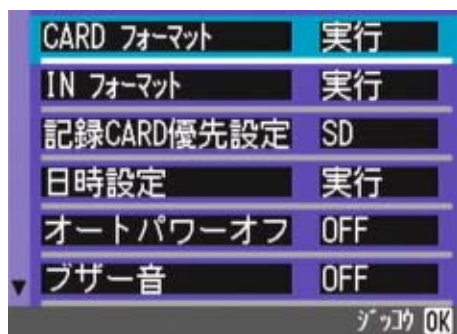 CARD フォーマット 実行
IN フォーマット 実行
記録CARD優先設定 SD
日時設定 実行
オートパワーオフ OFF
ブザー音 OFF
ジッコウ OK